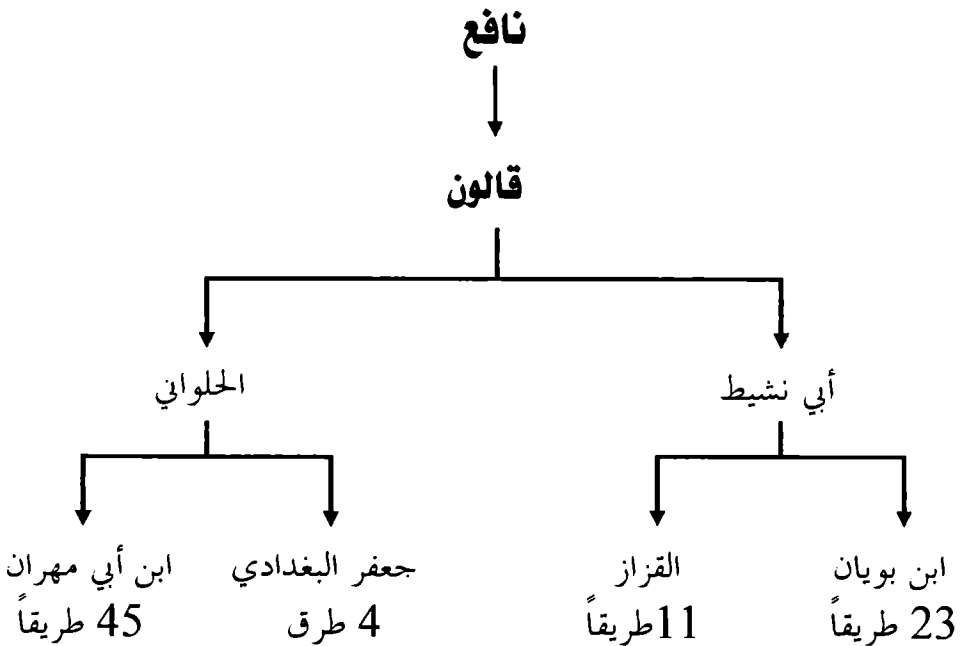 نافع
قالون
أبي نشيط
الحلواني
ابن بويان
القزاز
جعفر البغدادي
ابن أبي مهران
23 طريقاً
11طريقاً
4 طرق
45 طريقاً